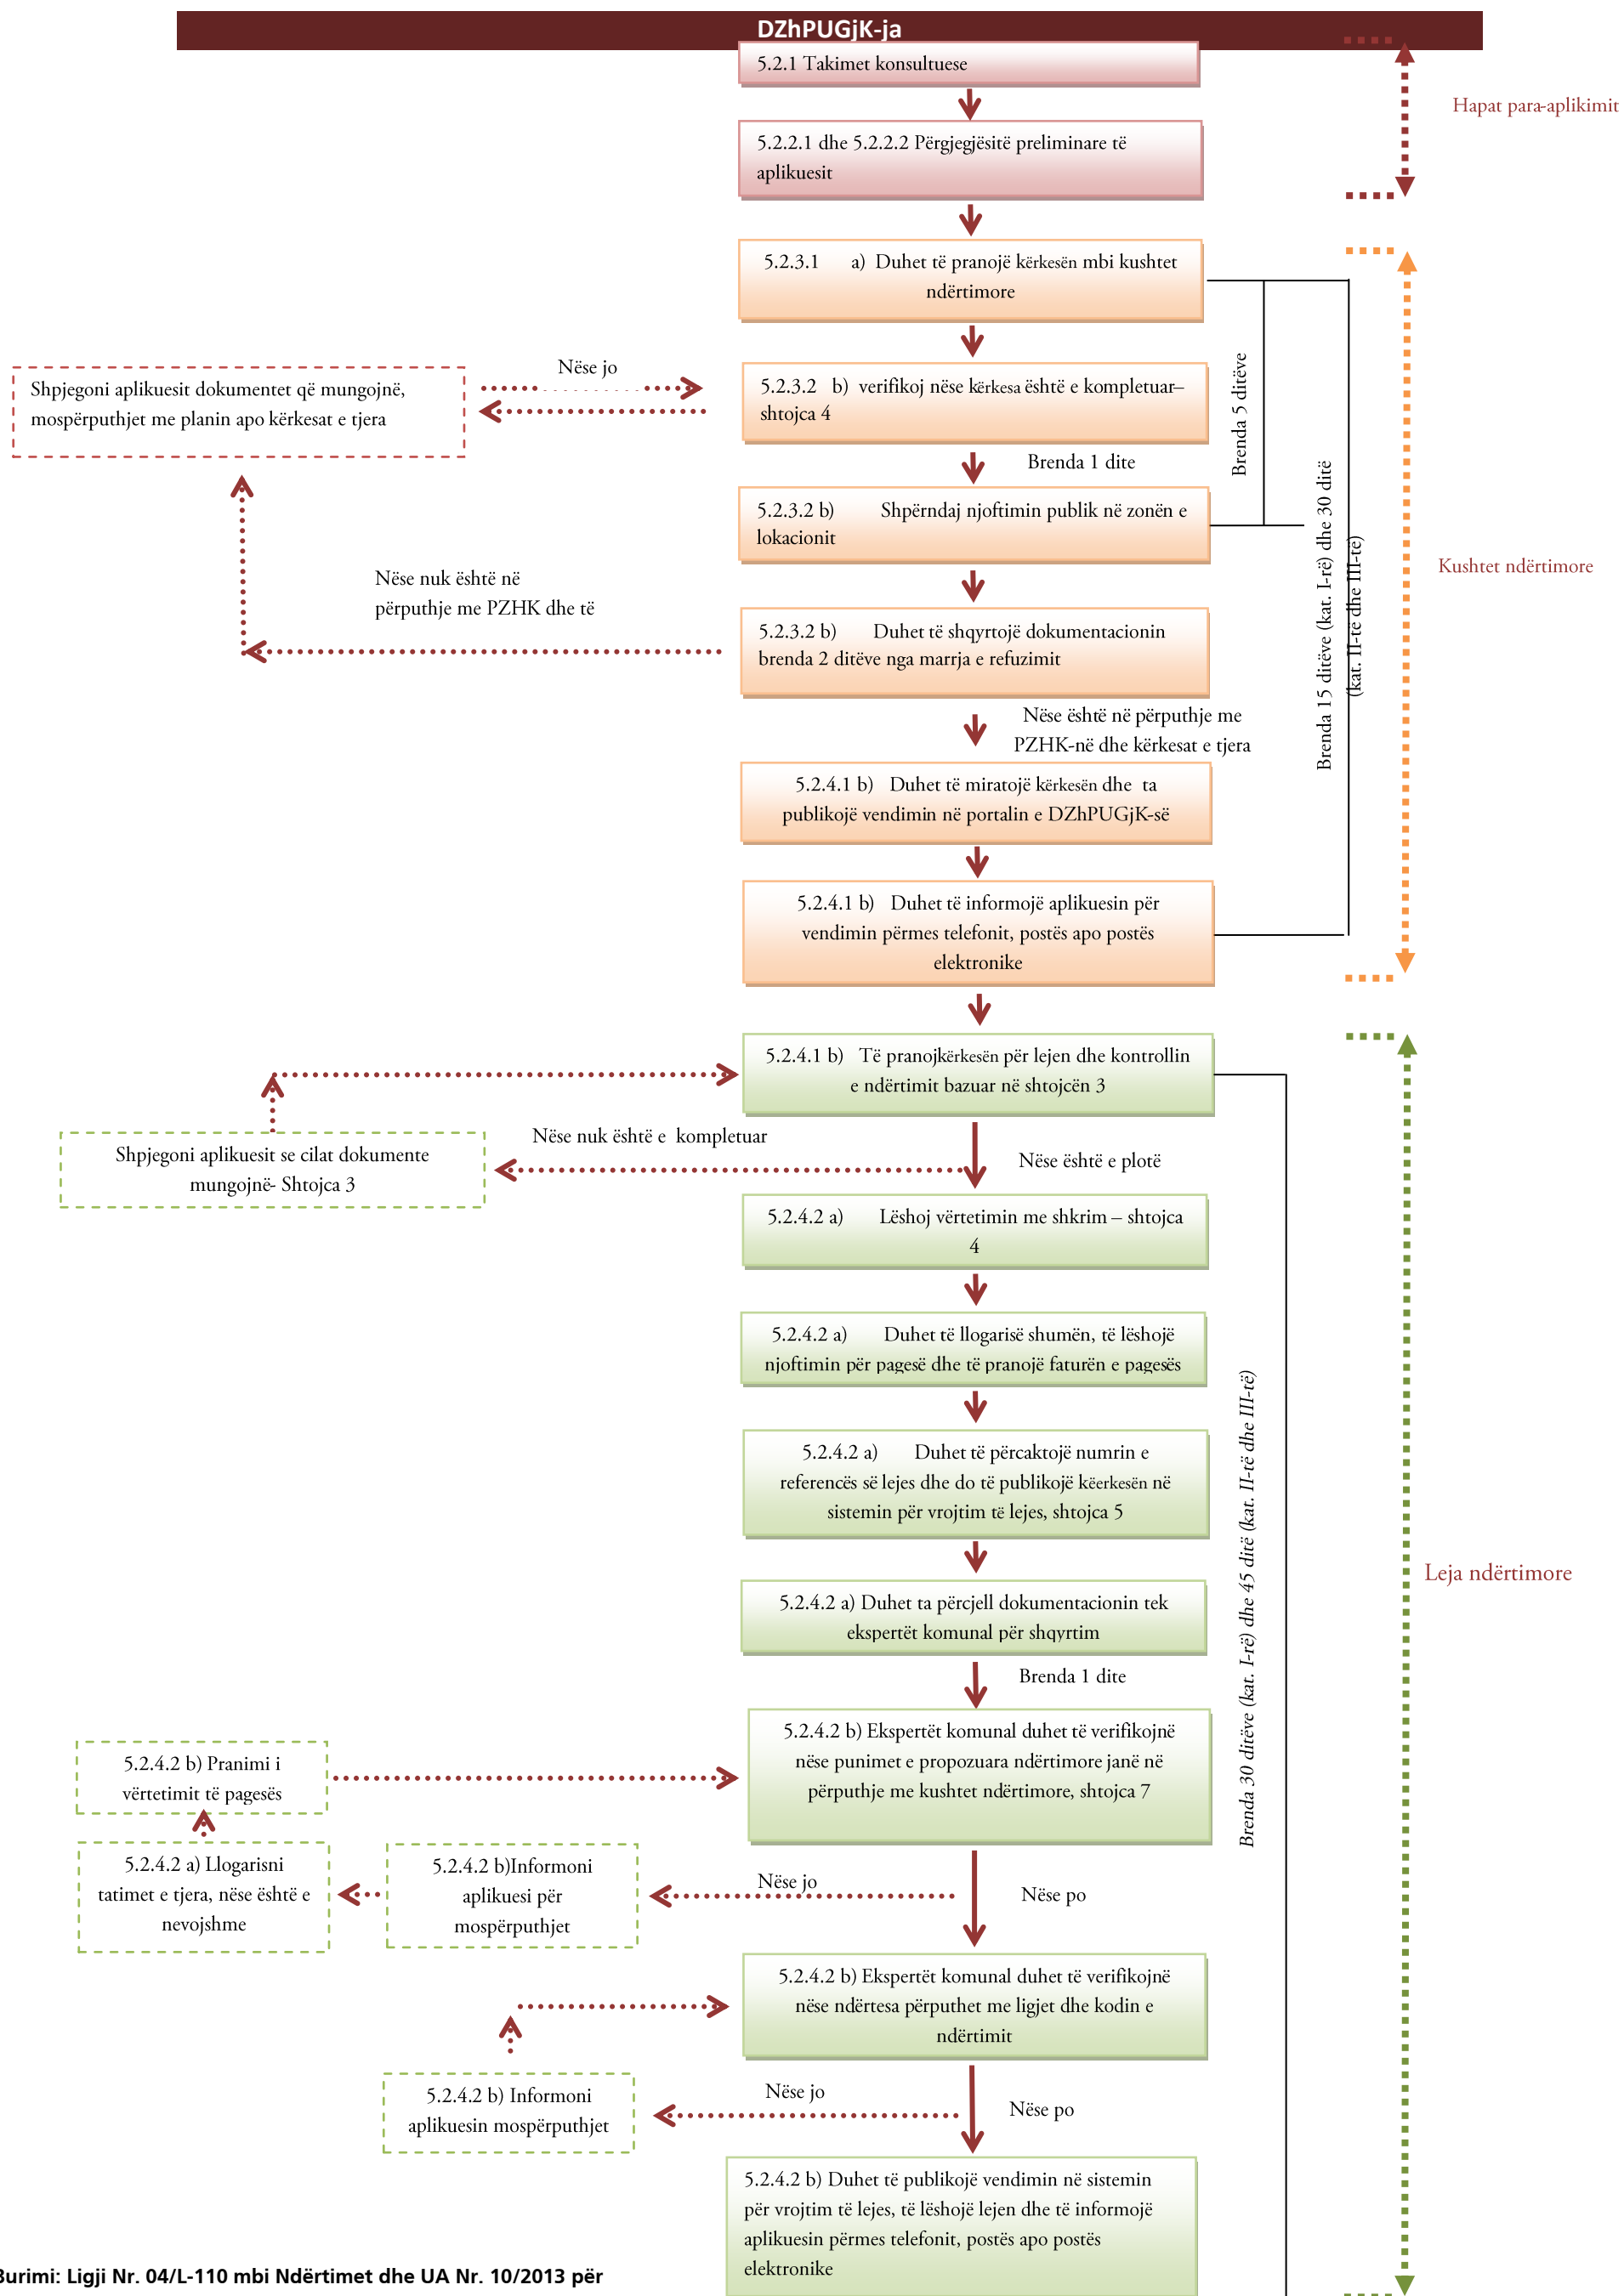 DZhPUGjK-ja
5.2.1 Takimet konsultuese
Hapat para-aplikimit
5.2.2.1 dhe 5.2.2.2 Përgjegjësitë preliminare të
aplikuesit
5.2.3.1 a) Duhet të pranojë kërkesën mbi kushtet
ndërtimore
Nëse jo
Shpjegoni aplikuesit dokumentet që mungojnë,
mospërputhjet me planin apo kërkesat e tjera
5.2.3.2 b) verifikoj nëse kërkesa është e kompletuar–
shtojca 4
Brenda 5 ditëve
Brenda 1 dite
5.2.3.2 b) Shpërndaj njoftimin publik në zonën e
lokacionit
Brenda 15 ditëve (kat. I-rë) dhe 30 ditë
(kat. II-të dhe III-të)
Kushtet ndërtimore
Nëse nuk është në
përputhje me PZHK dhe të
5.2.3.2 b) Duhet të shqyrtojë dokumentacionin
brenda 2 ditëve nga marrja e refuzimit
Nëse është në përputhje me
PZHK-në dhe kërkesat e tjera
5.2.4.1 b) Duhet të miratojë kërkesën dhe ta
publikojë vendimin në portalin e DZhPUGjK-së
5.2.4.1 b) Duhet të informojë aplikuesin për
vendimin përmes telefonit, postës apo postës
elektronike
5.2.4.1 b) Të pranojkërkesën për lejen dhe kontrollin
e ndërtimit bazuar në shtojcën 3
Nëse nuk është e kompletuar
Shpjegoni aplikuesit se cilat dokumente
mungojnë- Shtojca 3
Nëse është e plotë
5.2.4.2 a) Lëshoj vërtetimin me shkrim – shtojca
4
5.2.4.2 a) Duhet të llogarisë shumën, të lëshojë
njoftimin për pagesë dhe të pranojë faturën e pagesës
5.2.4.2 a) Duhet të përcaktojë numrin e
referencës së lejes dhe do të publikojë këerkesën në
sistemin për vrojtim të lejes, shtojca 5
Brenda 30 ditëve (kat. I-rë) dhe 45 ditë (kat. II-të dhe III-të)
Leja ndërtimore
5.2.4.2 a) Duhet ta përcjell dokumentacionin tek
ekspertët komunal për shqyrtim
Brenda 1 dite
5.2.4.2 b) Ekspertët komunal duhet të verifikojnë
nëse punimet e propozuara ndërtimore janë në
përputhje me kushtet ndërtimore, shtojca 7
5.2.4.2 b) Pranimi i
vërtetimit të pagesës
5.2.4.2 a) Llogarisni
tatimet e tjera, nëse është e
nevojshme
5.2.4.2 b)Informoni
aplikuesi për
mospërputhjet
Nëse jo
Nëse po
5.2.4.2 b) Ekspertët komunal duhet të verifikojnë
nëse ndërtesa përputhet me ligjet dhe kodin e
ndërtimit
5.2.4.2 b) Informoni
aplikuesin mospërputhjet
Nëse jo
Nëse po
5.2.4.2 b) Duhet të publikojë vendimin në sistemin
për vrojtim të lejes, të lëshojë lejen dhe të informojë
aplikuesin përmes telefonit, postës apo postës
elektronike
Burimi: Ligji Nr. 04/L-110 mbi Ndërtimet dhe UA Nr. 10/2013 për